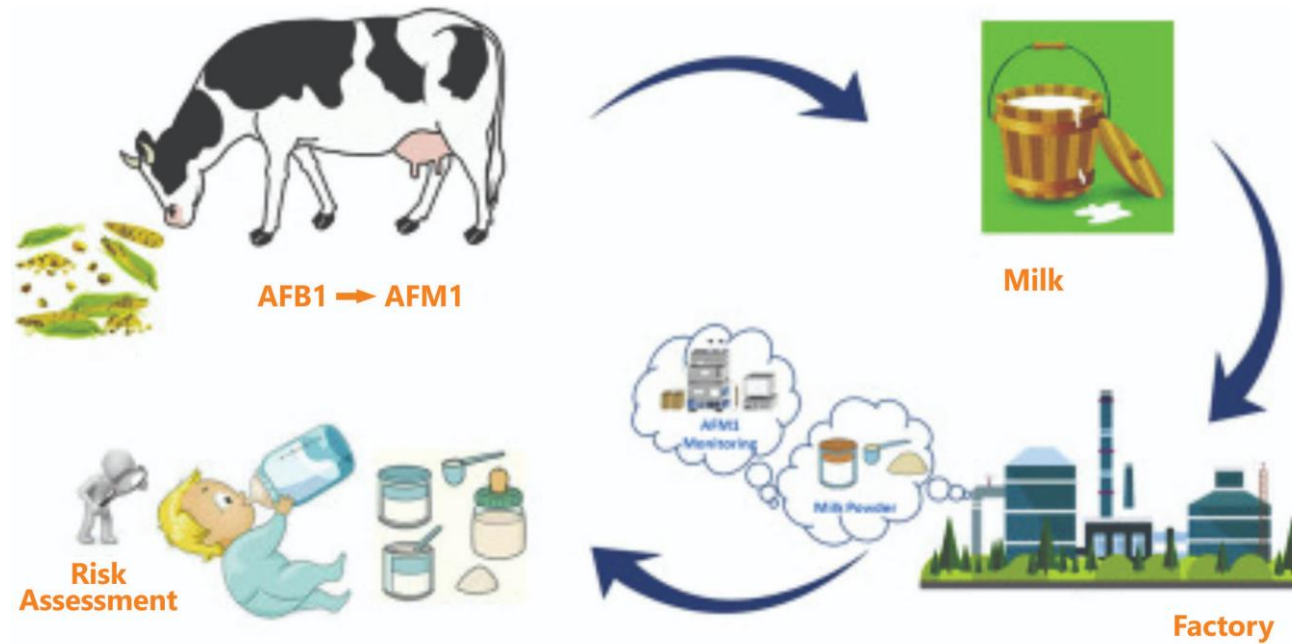 AFB1 → AFM1
Milk
AFM1
Monitoring
Milk Powder
Risk
Assessment
Factory